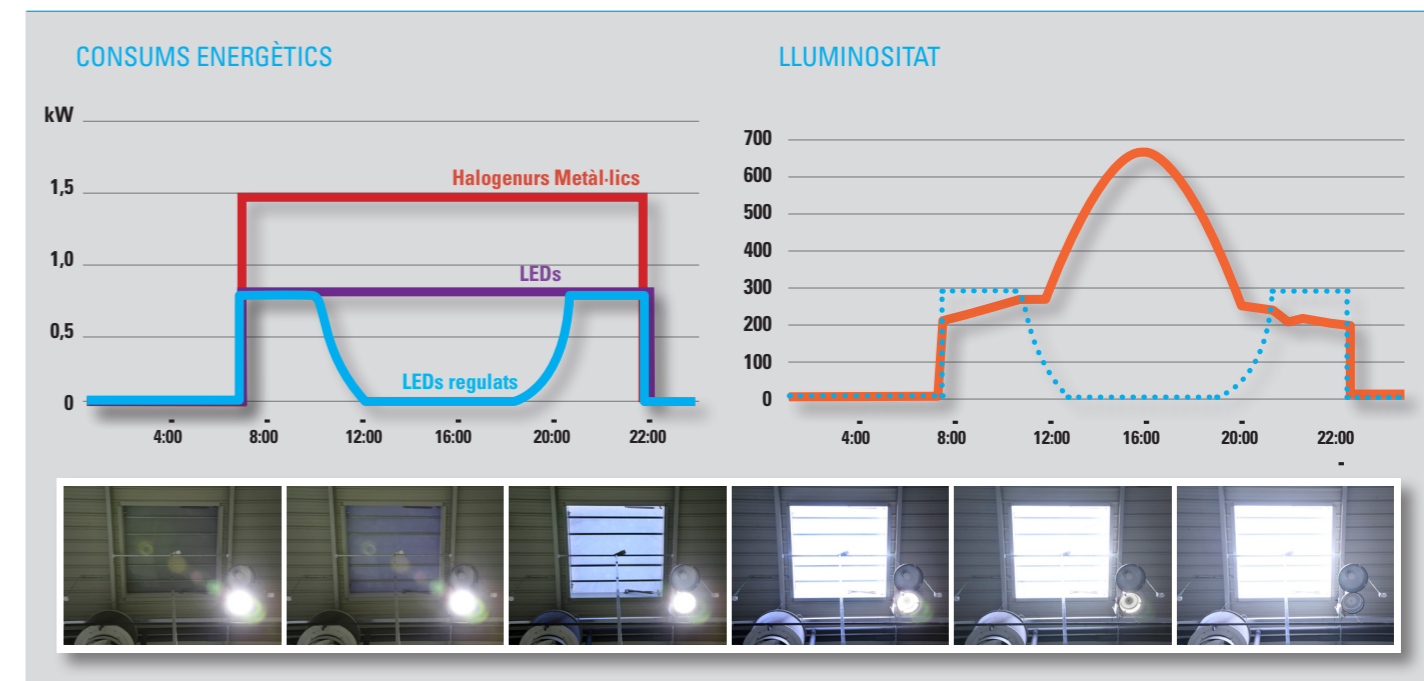 CONSUMS ENERGÈTICS
kW
1,5
1,0
0,5
0
Halogenurs Metàl·lics
LEDs
LEDs regulats
4:00 8:00 12:00 16:00 20:00 22:00
LLUMINOSITAT
700
600
500
400
300
200
100
0
4:00 8:00 12:00 16:00 20:00 22:00